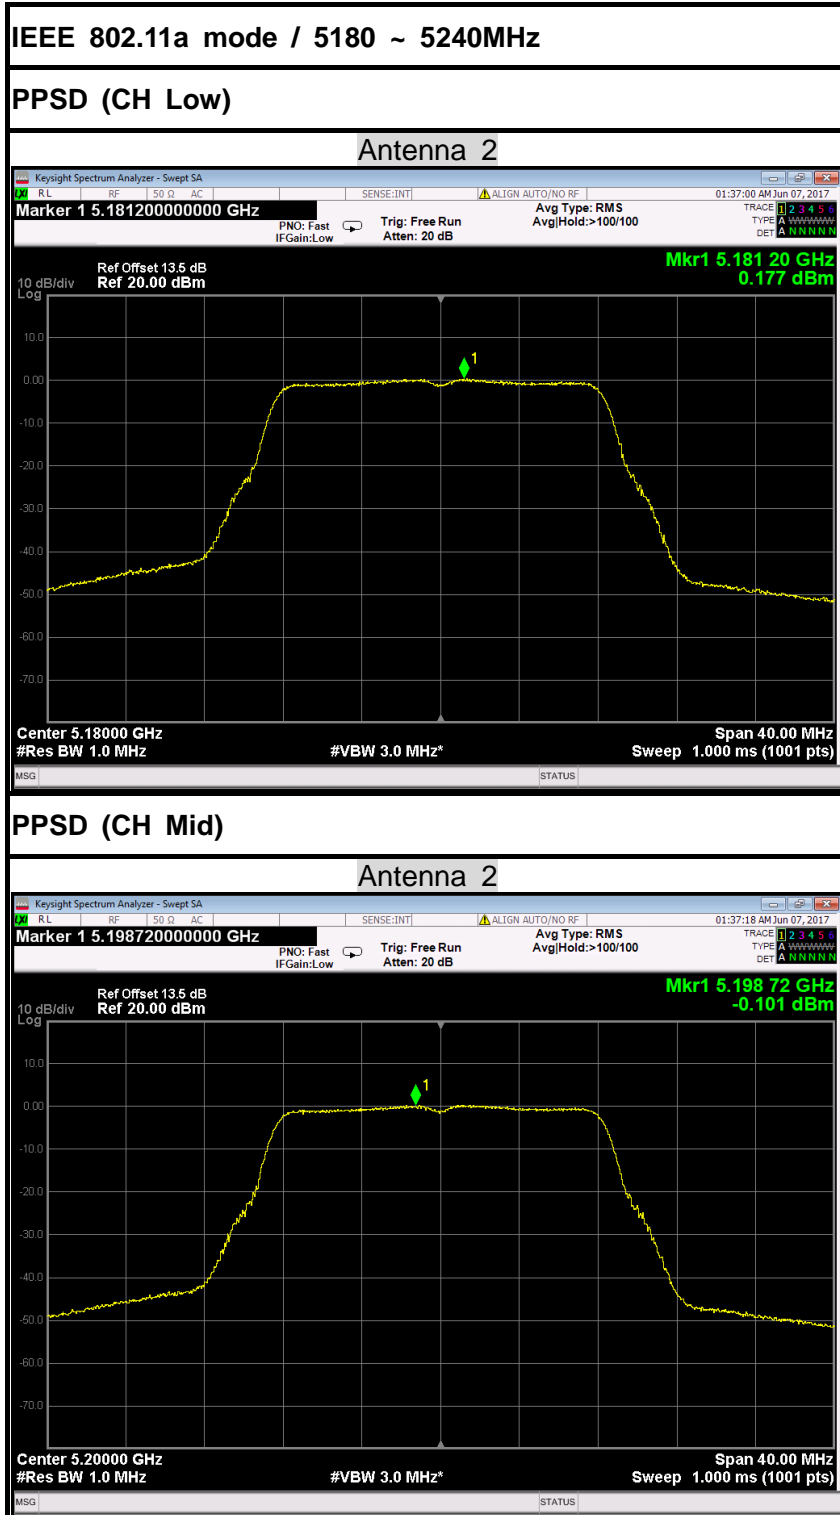 IEEE 802.11a mode / 5180 ~ 5240MHz
PPSD (CH Low)
Antenna 2
Keysight Spectrum Analyzer - Swept SA
LXI RL RF 50 Ω AC SENSE:INT ALIGN AUTO/NO RF 01:37:00 AM Jun 07, 2017
Marker 1 5.181200000000 GHz
PNO: Fast
IFGain:Low
Trig: Free Run
Atten: 20 dB
Avg Type: RMS
Avg|Hold:>100/100
TRACE 1 2 3 4 5 6
TYPE A WWWWW
DET A N N N N N
Mkr1 5.181 20 GHz
0.177 dBm
Ref Offset 13.5 dB
10 dB/div Ref 20.00 dBm
Log
10.0
1
0.00
-10.0
-20.0
-30.0
-40.0
-50.0
-60.0
-70.0
Center 5.18000 GHz Span 40.00 MHz
#Res BW 1.0 MHz #VBW 3.0 MHz* Sweep 1.000 ms (1001 pts)
MSG STATUS
PPSD (CH Mid)
Antenna 2
Keysight Spectrum Analyzer - Swept SA
LXI RL RF 50 Ω AC SENSE:INT ALIGN AUTO/NO RF 01:37:18 AM Jun 07, 2017
Marker 1 5.198720000000 GHz
PNO: Fast
IFGain:Low
Trig: Free Run
Atten: 20 dB
Avg Type: RMS
Avg|Hold:>100/100
TRACE 1 2 3 4 5 6
TYPE A WWWWW
DET A N N N N N
Mkr1 5.198 72 GHz
-0.101 dBm
Ref Offset 13.5 dB
10 dB/div Ref 20.00 dBm
Log
10.0
1
0.00
-10.0
-20.0
-30.0
-40.0
-50.0
-60.0
-70.0
Center 5.20000 GHz Span 40.00 MHz
#Res BW 1.0 MHz #VBW 3.0 MHz* Sweep 1.000 ms (1001 pts)
MSG STATUS